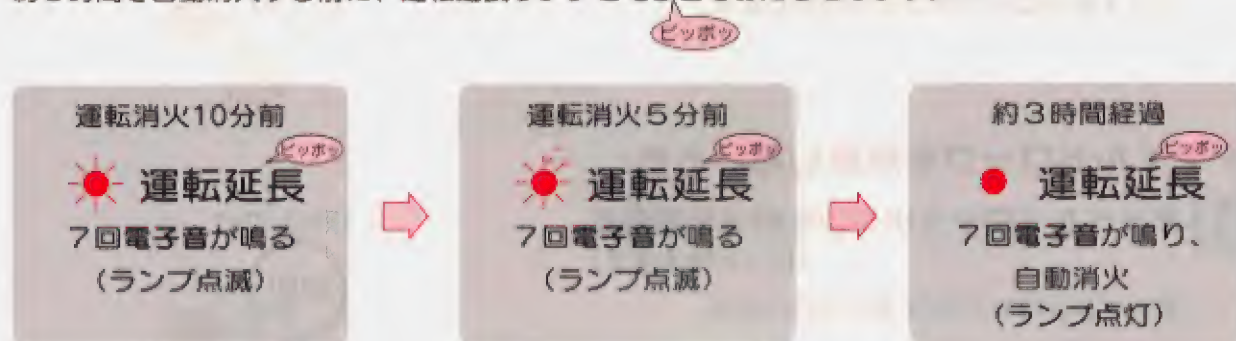 ピッポッ
運転消火10分前
ピッポッ
運転延長
7回電子音が鳴る
(ランプ点滅)
運転消火5分前
ピッポッ
運転延長
7回電子音が鳴る
(ランプ点滅)
約3時間経過
ピッポッ
運転延長
7回電子音が鳴り、
自動消火
(ランプ点灯)